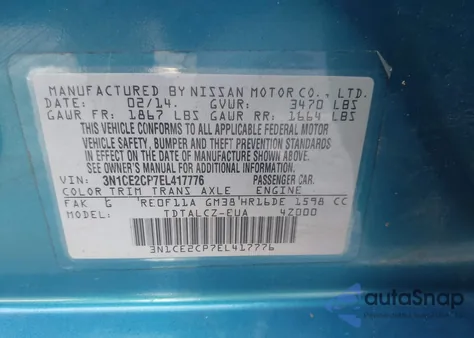 MANUFACTURED BY NISSAN MOTOR CO., LTD.
DATE: 02/14. GVWR: 3470 LBS
GAWR FR: 1867 LBS GAWR RR: 1664 LBS
THIS VEHICLE CONFORMS TO ALL APPLICABLE FEDERAL MOTOR
VEHICLE SAFETY, BUMPER AND THEFT PREVENTION STANDARDS
IN EFFECT ON THE DATE OF MANUFACTURE SHOWN ABOVE.
SEE OWNER'S MANUAL FOR ADDITIONAL INFORMATION.
VIN: 3N1CE2CP7EL417776 PASSENGER CAR.
COLOR TRIM TRANS AXLE ENGINE
FAK G 'RE0F11A GM38'HR16DE 1598 CC
MODEL: TDTALCZ-EUA 4Z000
3N1CE2CP7EL417776
autoSnap